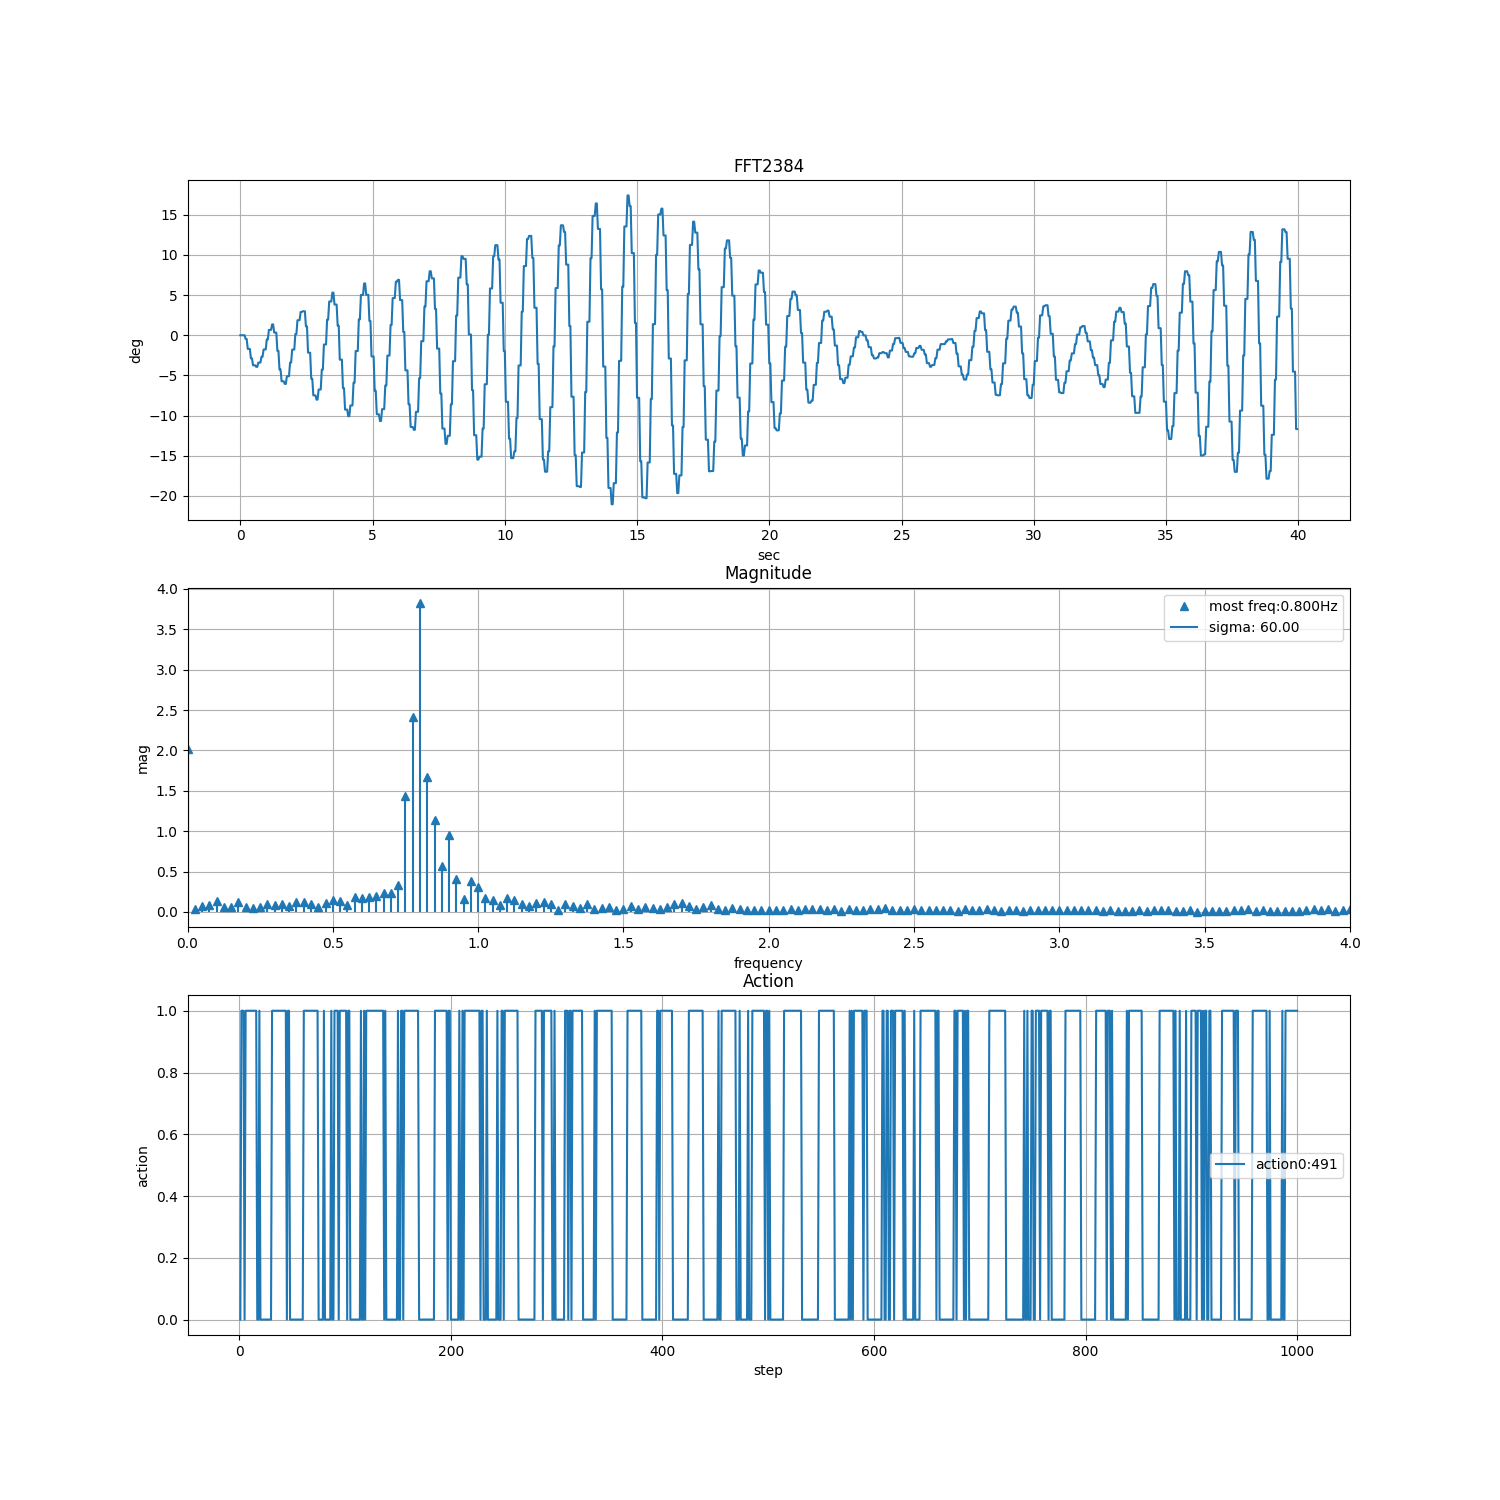 FFT2384
15
10
5
0
−5
−10
−15
−20
deg
0 5 10 15 20 25 30 35 40
sec
Magnitude
4.0
3.5
3.0
2.5
2.0
1.5
1.0
0.5
0.0
mag
most freq:0.800Hz
sigma: 60.00
0.0 0.5 1.0 1.5 2.0 2.5 3.0 3.5 4.0
frequency
Action
1.0
0.8
0.6
0.4
0.2
0.0
action
action0:491
0 200 400 600 800 1000
step